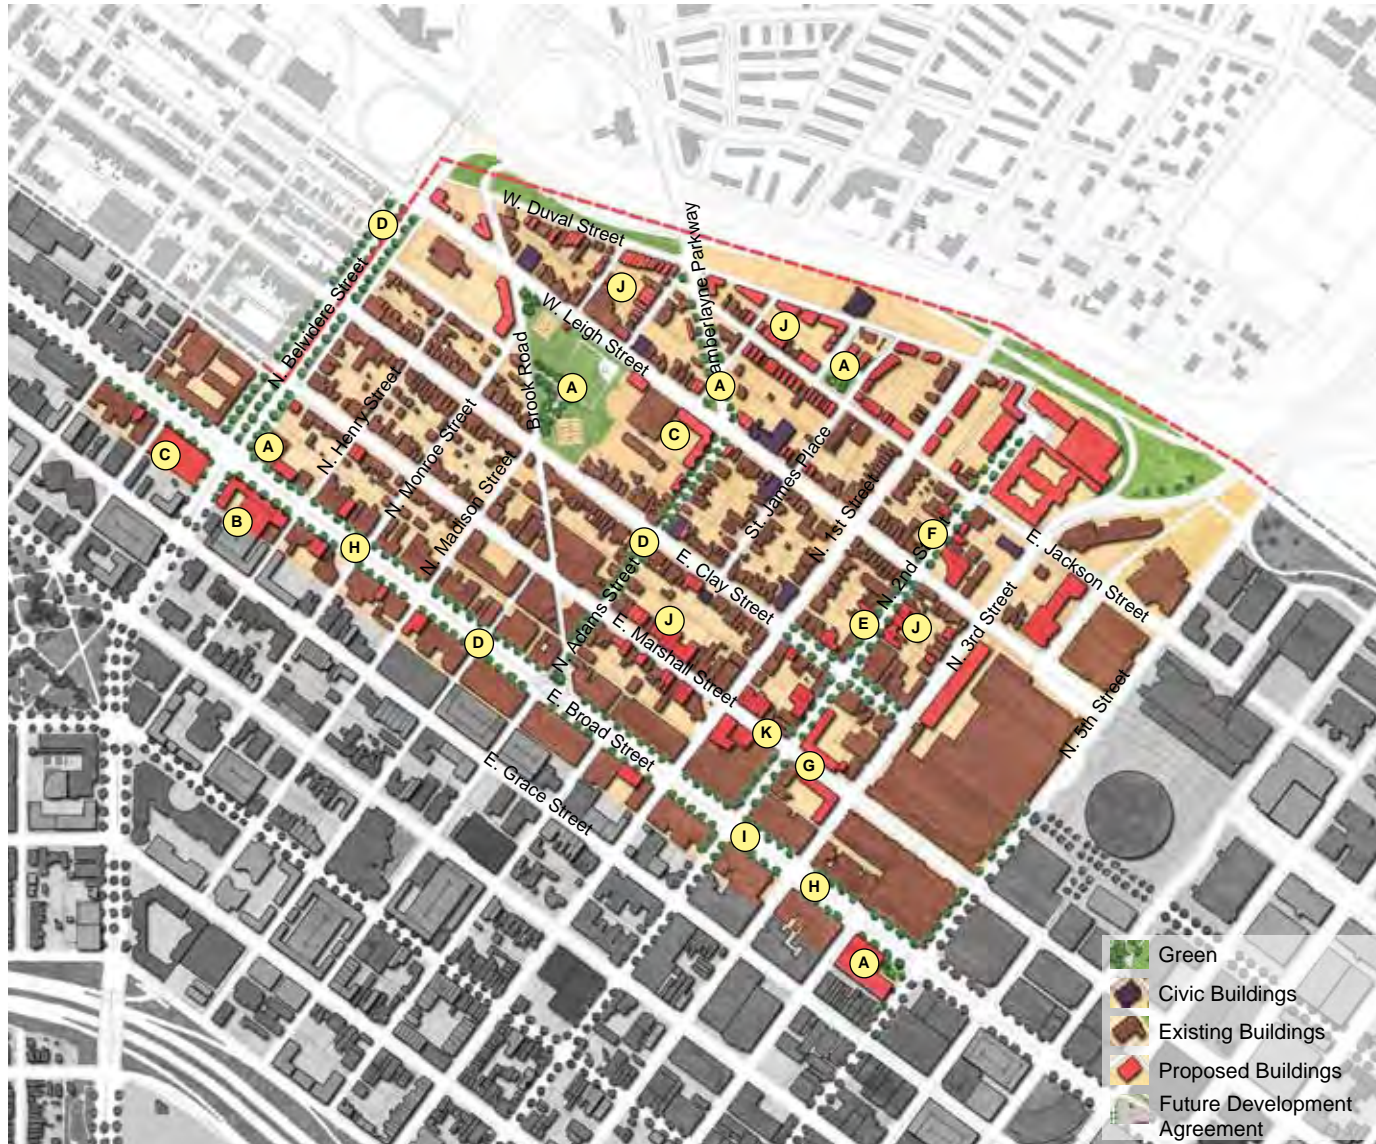 D
W. Duval Street
J
amberlayne Parkway
N. Belvidere Street
W. Leigh Street
J
A
Brook Road
A
A
N. Henry Street
N. Monroe Street
C
A
C
N. Madison Street
St. James Place
N. 1st Street
B
H
D
F
E. Jackson Street
E. Clay Street
N. 2nd Street
N. Adams Street
J
E
J
N. 3rd Street
D
E. Marshall Street
N. 5th Street
E. Broad Street
K
G
E. Grace Street
I
H
A
Green
Civic Buildings
Existing Buildings
Proposed Buildings
Future Development
Agreement